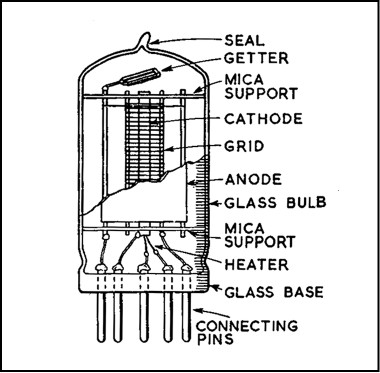 SEAL
GETTER
MICA
SUPPORT
CATHODE
GRID
ANODE
GLASS BULB
MICA
SUPPORT
HEATER
GLASS BASE
CONNECTING
PINS